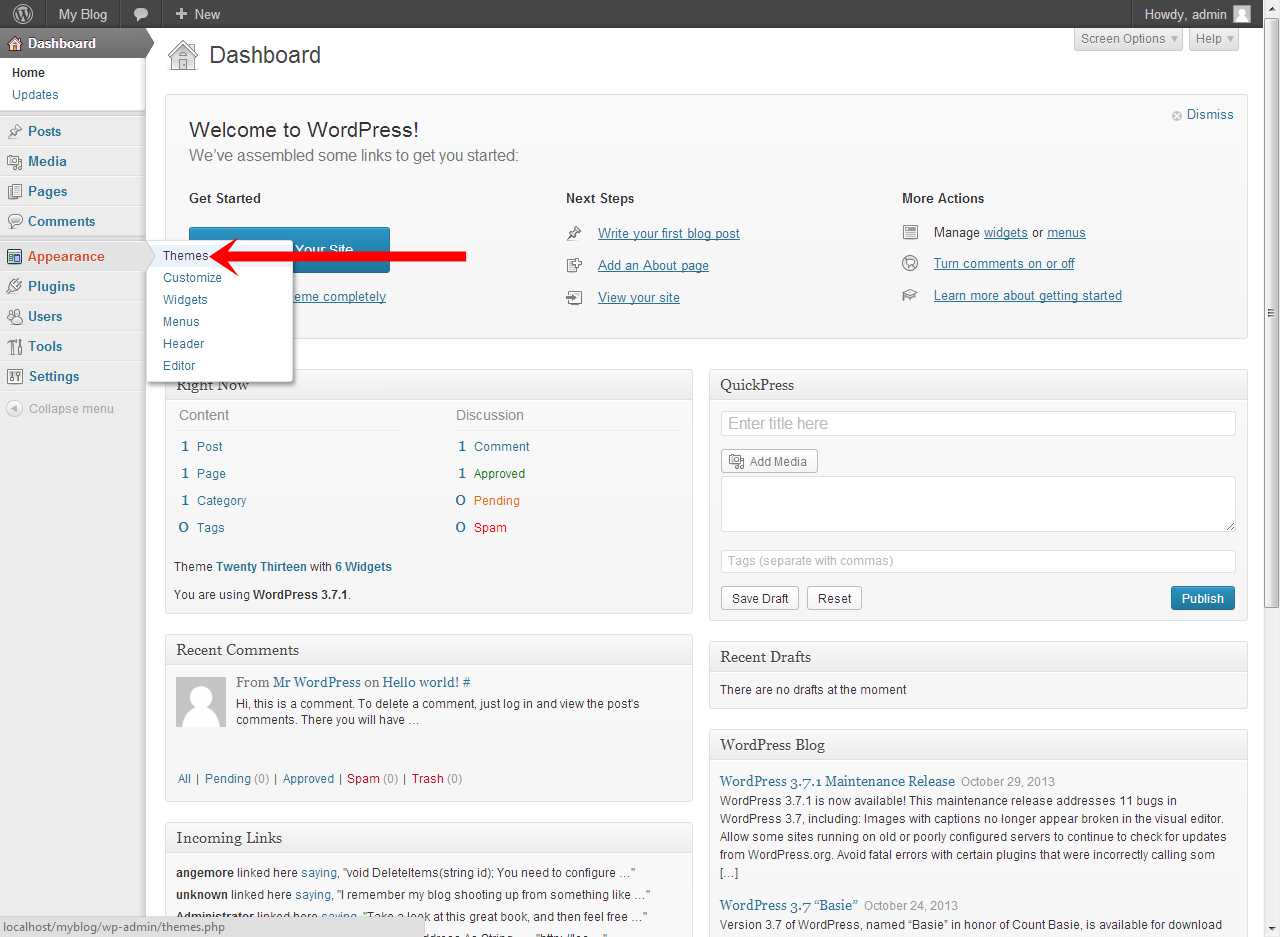 My Blog
New
Howdy, admin
Dashboard
Home
Updates
Posts
Media
Pages
Comments
Appearance
Plugins
Users
Tools
Settings
Collapse menu
Themes
Customize
Widgets
Menus
Header
Editor
Screen Options
Help
Dashboard
Dismiss
Welcome to WordPress!
We've assembled some links to get you started:
Get Started
Your Site
eme completely
Next Steps
Write your first blog post
Add an About page
View your site
More Actions
Manage widgets or menus
Turn comments on or off
Learn more about getting started
Right Now
Content
1 Post
1 Page
1 Category
0 Tags
Discussion
1 Comment
1 Approved
0 Pending
0 Spam
Theme Twenty Thirteen with 6 Widgets
You are using WordPress 3.7.1.
Recent Comments
From Mr WordPress on Hello world! #
Hi, this is a comment. To delete a comment, just log in and view the post's
comments. There you will have ...
All | Pending (0) | Approved | Spam (0) | Trash (0)
Incoming Links
angemore linked here saying, "void DeleteItems(string id); You need to configure ..."
unknown linked here saying, "I remember my blog shooting up from something like ..."
Administrator linked here saying, "Take a look at this great book, and then feel free ..."
QuickPress
Enter title here
Add Media
Tags (separate with commas)
Save Draft
Reset
Publish
Recent Drafts
There are no drafts at the moment
WordPress Blog
WordPress 3.7.1 Maintenance Release October 29, 2013
WordPress 3.7.1 is now available! This maintenance release addresses 11 bugs in
WordPress 3.7, including: Images with captions no longer appear broken in the visual editor.
Allow some sites running on old or poorly configured servers to continue to check for updates
from WordPress.org. Avoid fatal errors with certain plugins that were incorrectly calling som
[…]
WordPress 3.7 “Basie” October 24, 2013
Version 3.7 of WordPress, named “Basie” in honor of Count Basie, is available for download
localhost/myblog/wp-admin/themes.php